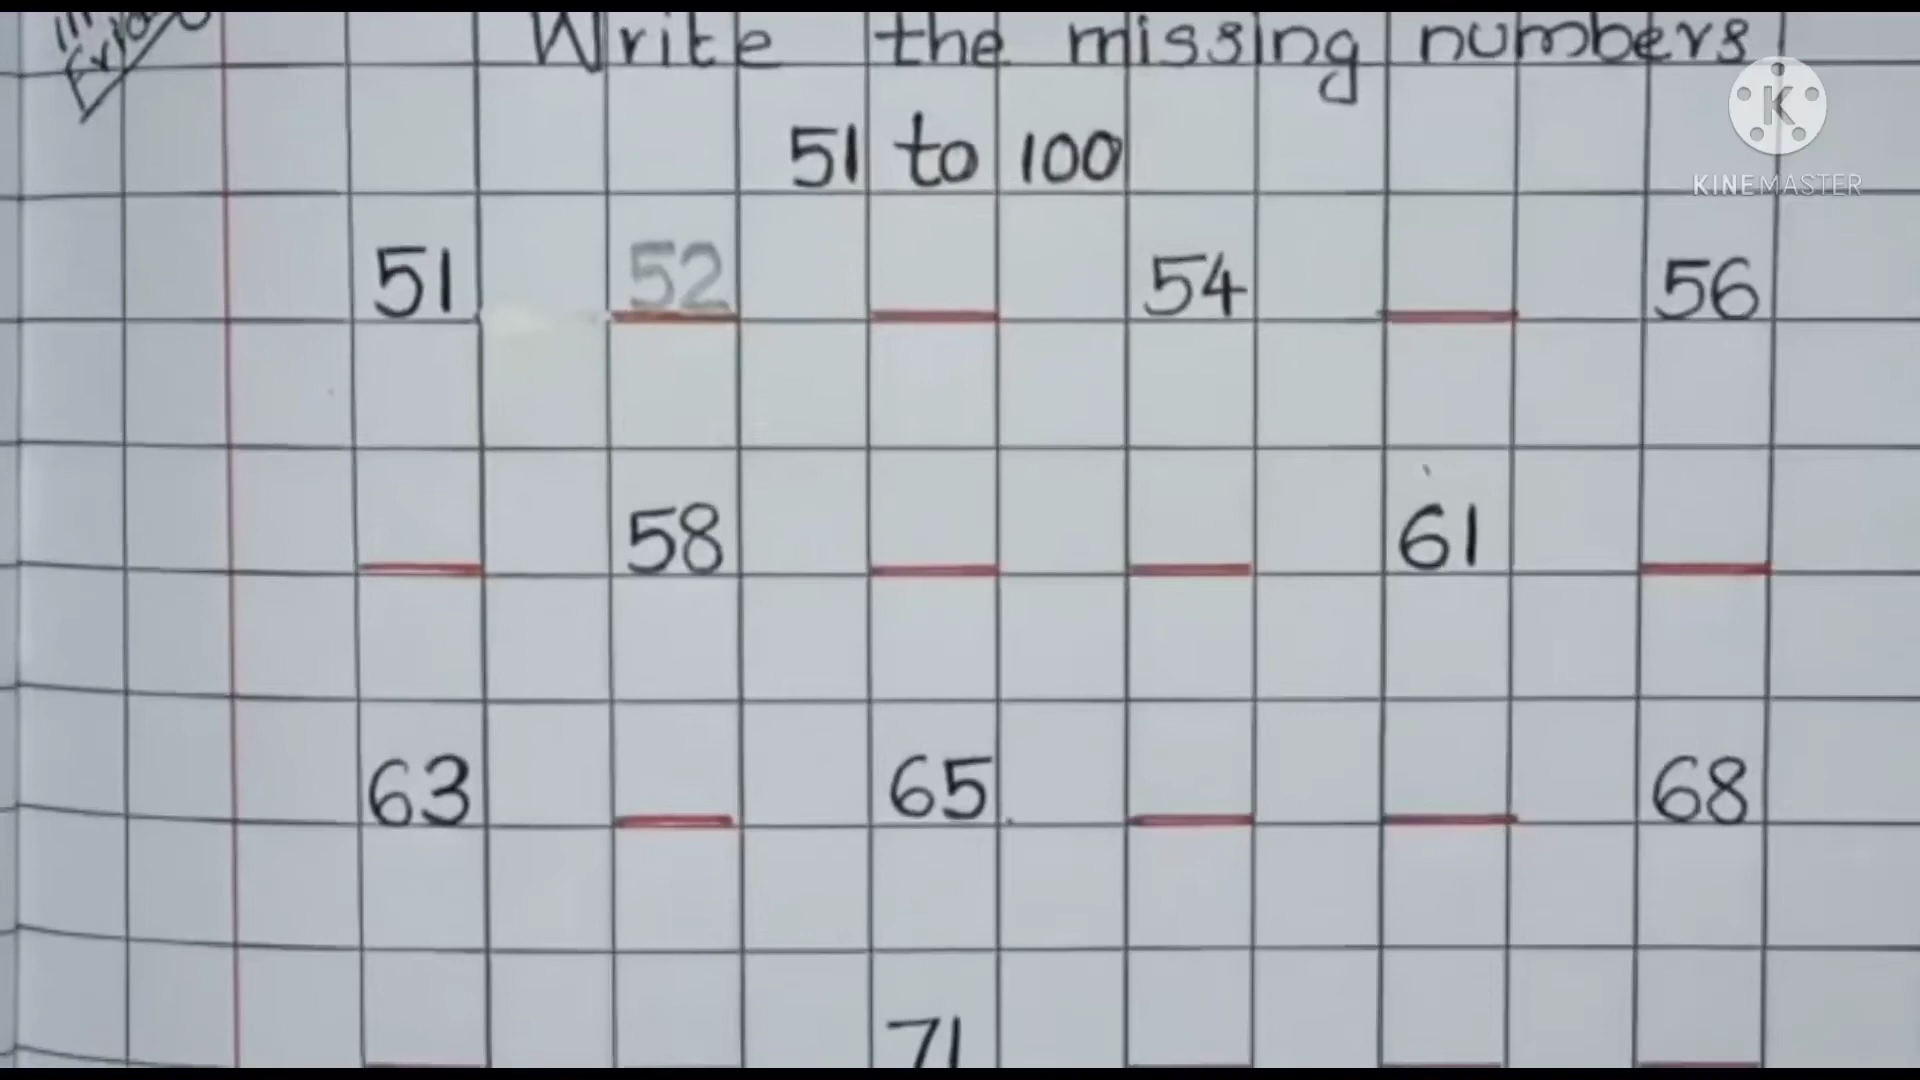 Write the missing numbers
KINEMASTER
51 to 100
51 52 54 56
58 61
63 65 68
71